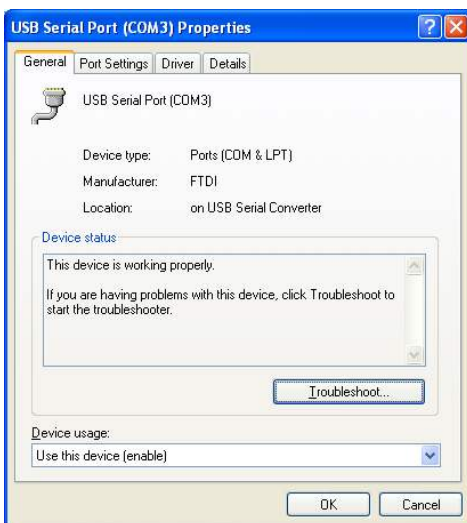 USB Serial Port (COM3) Properties
General Port Settings Driver Details
USB Serial Port (COM3)
Device type: Ports (COM & LPT)
Manufacturer: FTDI
Location: on USB Serial Converter
Device status
This device is working properly.
If you are having problems with this device, click Troubleshoot to
start the troubleshooter.
Troubleshoot...
Device usage:
Use this device (enable)
OK Cancel